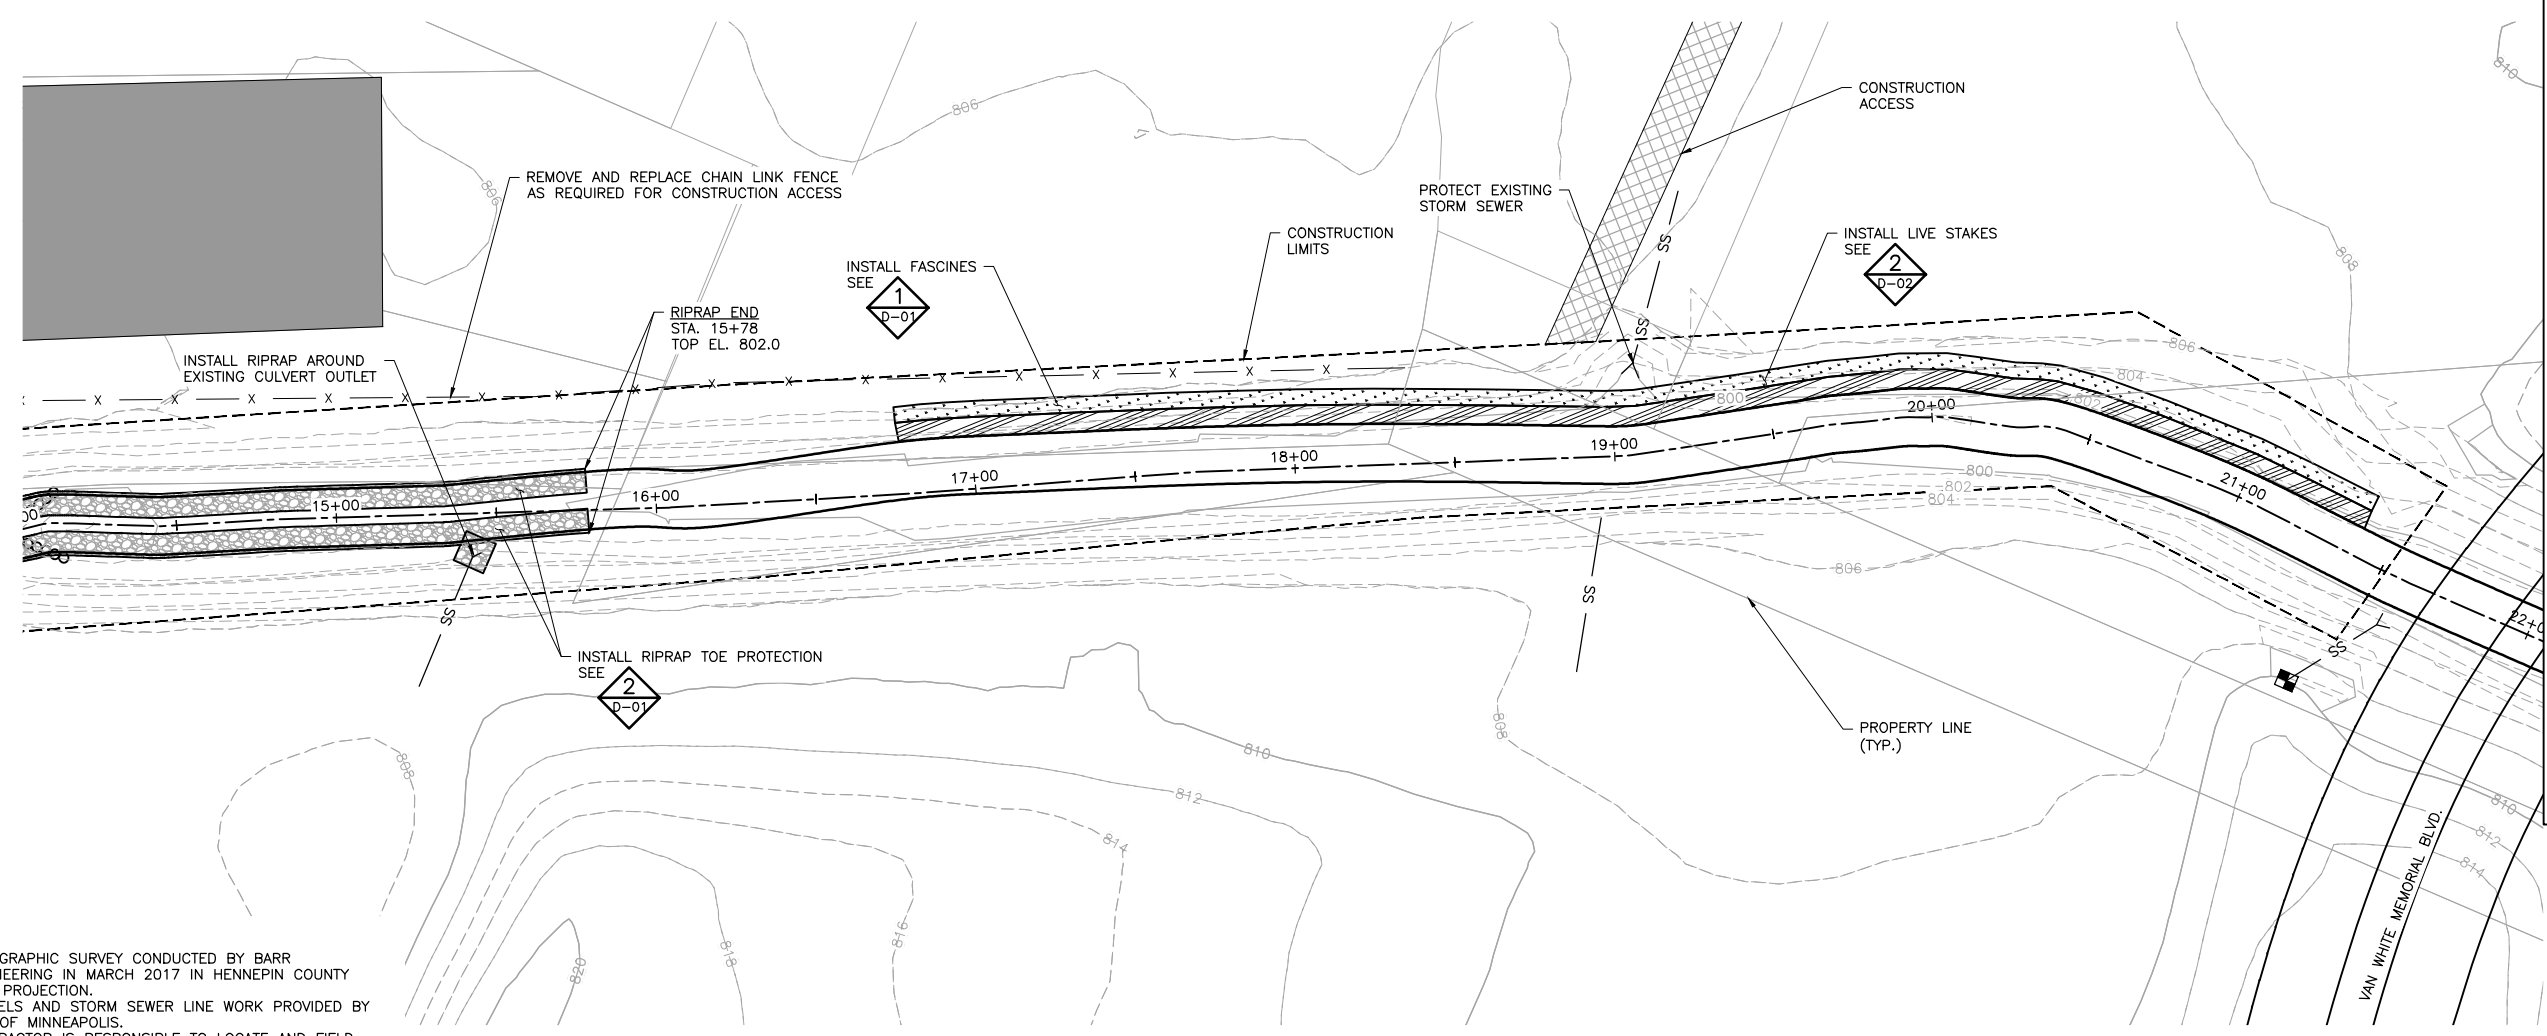 806
810
CONSTRUCTION
ACCESS
REMOVE AND REPLACE CHAIN LINK FENCE
AS REQUIRED FOR CONSTRUCTION ACCESS
806
PROTECT EXISTING
STORM SEWER
CONSTRUCTION
LIMITS
INSTALL LIVE STAKES
SEE
2
D-02
SS
808
INSTALL FASCINES
SEE
1
D-01
RIPRAP END
STA. 15+78
TOP EL. 802.0
SS
806
INSTALL RIPRAP AROUND
EXISTING CULVERT OUTLET
804
800
802
X X X X X X X X X X X X X X X X X
20+00
19+00
18+00
17+00
16+00
15+00
21+00
800
802
804
806
SS
SS
SS
INSTALL RIPRAP TOE PROTECTION
SEE
2
D-01
808
PROPERTY LINE
(TYP.)
808
810
812
814
816
818
820
810
812
814
VAN WHITE MEMORIAL BLVD.
CONDUCTED BY BARR
IN MARCH 2017 IN HENNEPIN COUNTY
PROJECTION.
AND STORM SEWER LINE WORK PROVIDED BY
OF MINNEAPOLIS.